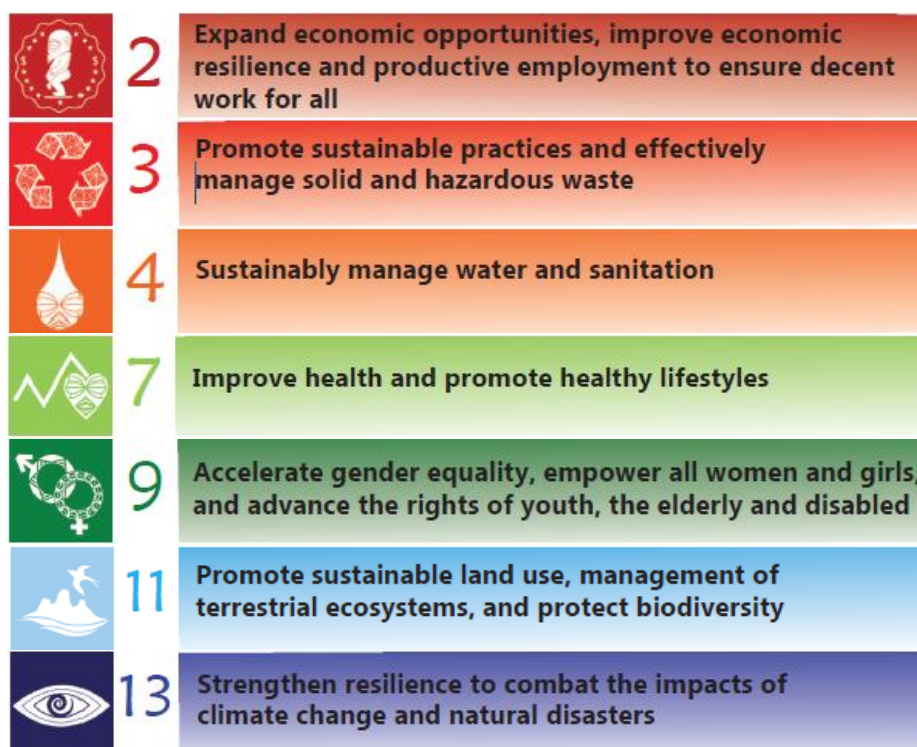 2
Expand economic opportunities, improve economic
resilience and productive employment to ensure decent
work for all
3
Promote sustainable practices and effectively
manage solid and hazardous waste
4
Sustainably manage water and sanitation
7
Improve health and promote healthy lifestyles
9
Accelerate gender equality, empower all women and girls,
and advance the rights of youth, the elderly and disabled
11
Promote sustainable land use, management of
terrestrial ecosystems, and protect biodiversity
13
Strengthen resilience to combat the impacts of
climate change and natural disasters